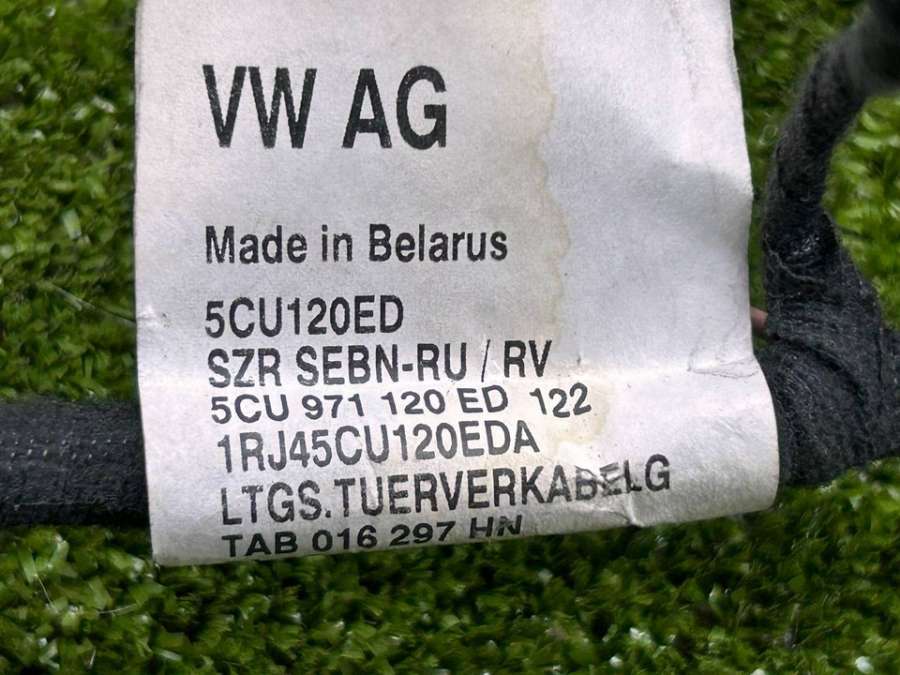 VW AG
Made in Belarus
5CU120ED
SZR SEBN-RU / RV
5CU 971 120 ED 122
1RJ45CU120EDA
LTGS.TUERVERKABELG
TAB 016 297 HN